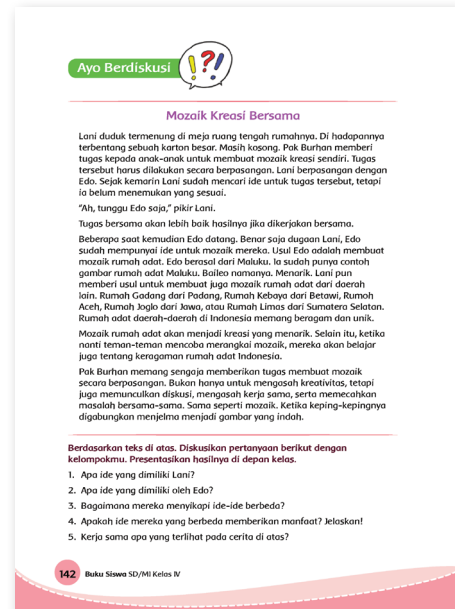 Ayo Berdiskusi
!?!
Mozaik Kreasi Bersama
Lani duduk termenung di meja ruang tengah rumahnya. Di hadapannya
terbentang sebuah karton besar. Masih kosong. Pak Burhan memberi
tugas kepada anak-anak untuk membuat mozaik kreasi sendiri. Tugas
tersebut harus dilakukan secara berpasangan. Lani berpasangan dengan
Edo. Sejak kemarin Lani sudah mencari ide untuk tugas tersebut, tetapi
ia belum menemukan yang sesuai.
“Ah, tunggu Edo saja,” pikir Lani.
Tugas bersama akan lebih baik hasilnya jika dikerjakan bersama.
Beberapa saat kemudian Edo datang. Benar saja dugaan Lani, Edo
sudah mempunyai ide untuk mozaik mereka. Usul Edo adalah membuat
mozaik rumah adat. Edo berasal dari Maluku. Ia sudah punya contoh
gambar rumah adat Maluku. Baileo namanya. Menarik. Lani pun
memberi usul untuk membuat juga mozaik rumah adat dari daerah
lain. Rumah Gadang dari Padang, Rumah Kebaya dari Betawi, Rumoh
Aceh, Rumah Joglo dari Jawa, atau Rumah Limas dari Sumatera Selatan.
Rumah adat daerah-daerah di Indonesia memang beragam dan unik.
Mozaik rumah adat akan menjadi kreasi yang menarik. Selain itu, ketika
nanti teman-teman mencoba merangkai mozaik, mereka akan belajar
juga tentang keragaman rumah adat Indonesia.
Pak Burhan memang sengaja memberikan tugas membuat mozaik
secara berpasangan. Bukan hanya untuk mengasah kreativitas, tetapi
juga memunculkan diskusi, mengasah kerja sama, serta memecahkan
masalah bersama-sama. Sama seperti mozaik. Ketika keping-kepingnya
digabungkan menjelma menjadi gambar yang indah.
Berdasarkan teks di atas. Diskusikan pertanyaan berikut dengan
kelompokmu. Presentasikan hasilnya di depan kelas.
1. Apa ide yang dimiliki Lani?
2. Apa ide yang dimiliki oleh Edo?
3. Bagaimana mereka menyikapi ide-ide berbeda?
4. Apakah ide mereka yang berbeda memberikan manfaat? Jelaskan!
5. Kerja sama apa yang terlihat pada cerita di atas?
142 Buku Siswa SD/MI Kelas IV